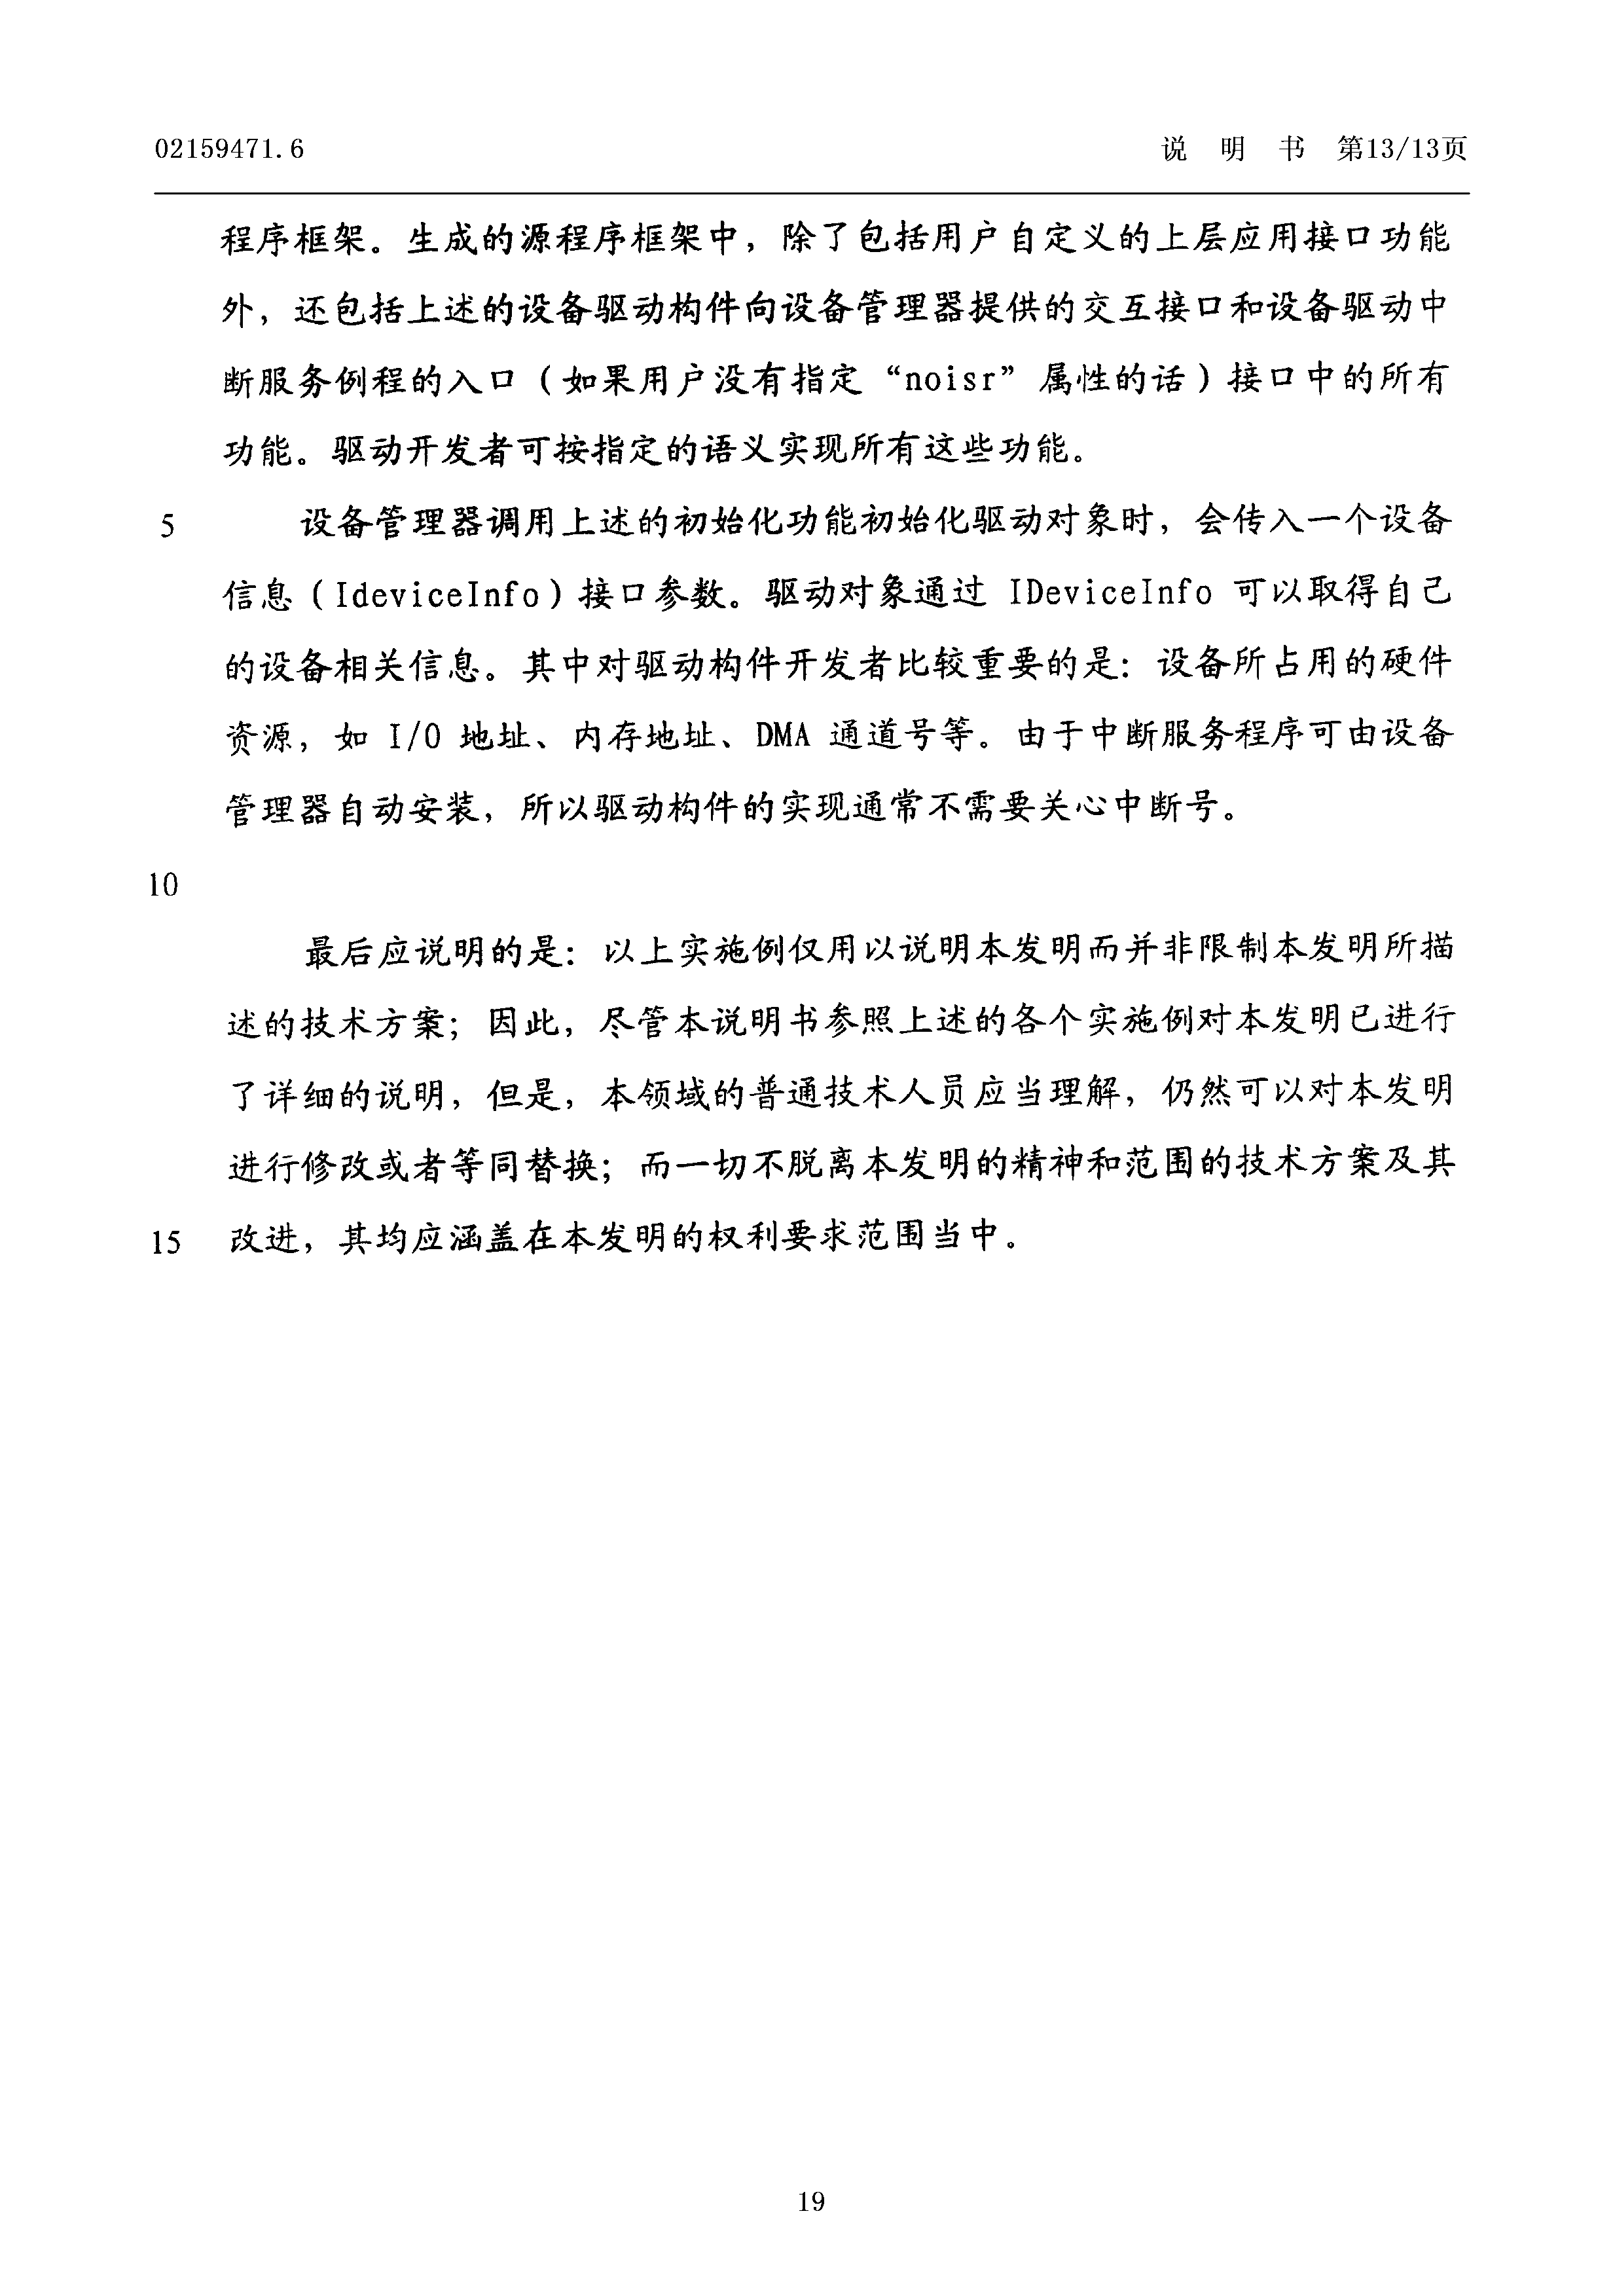 02159471.6 说 明 书 第13/13页
程序框架。生成的源程序框架中，除了包括用户自定义的上层应用接口功能
外，还包括上述的设备驱动构件向设备管理器提供的交互接口和设备驱动中
断服务例程的入口（如果用户没有指定“noisr”属性的话）接口中的所有
功能。驱动开发者可按指定的语义实现所有这些功能。
5 设备管理器调用上述的初始化功能初始化驱动对象时，会传入一个设备
信息（IdeviceInfo）接口参数。驱动对象通过 IDeviceInfo 可以取得自己
的设备相关信息。其中对驱动构件开发者比较重要的是：设备所占用的硬件
资源，如 I/O 地址、内存地址、DMA 通道号等。由于中断服务程序可由设备
管理器自动安装，所以驱动构件的实现通常不需要关心中断号。
10
最后应说明的是：以上实施例仅用以说明本发明而并非限制本发明所描
述的技术方案；因此，尽管本说明书参照上述的各个实施例对本发明已进行
了详细的说明，但是，本领域的普通技术人员应当理解，仍然可以对本发明
进行修改或者等同替换；而一切不脱离本发明的精神和范围的技术方案及其
15 改进，其均应涵盖在本发明的权利要求范围当中。
19